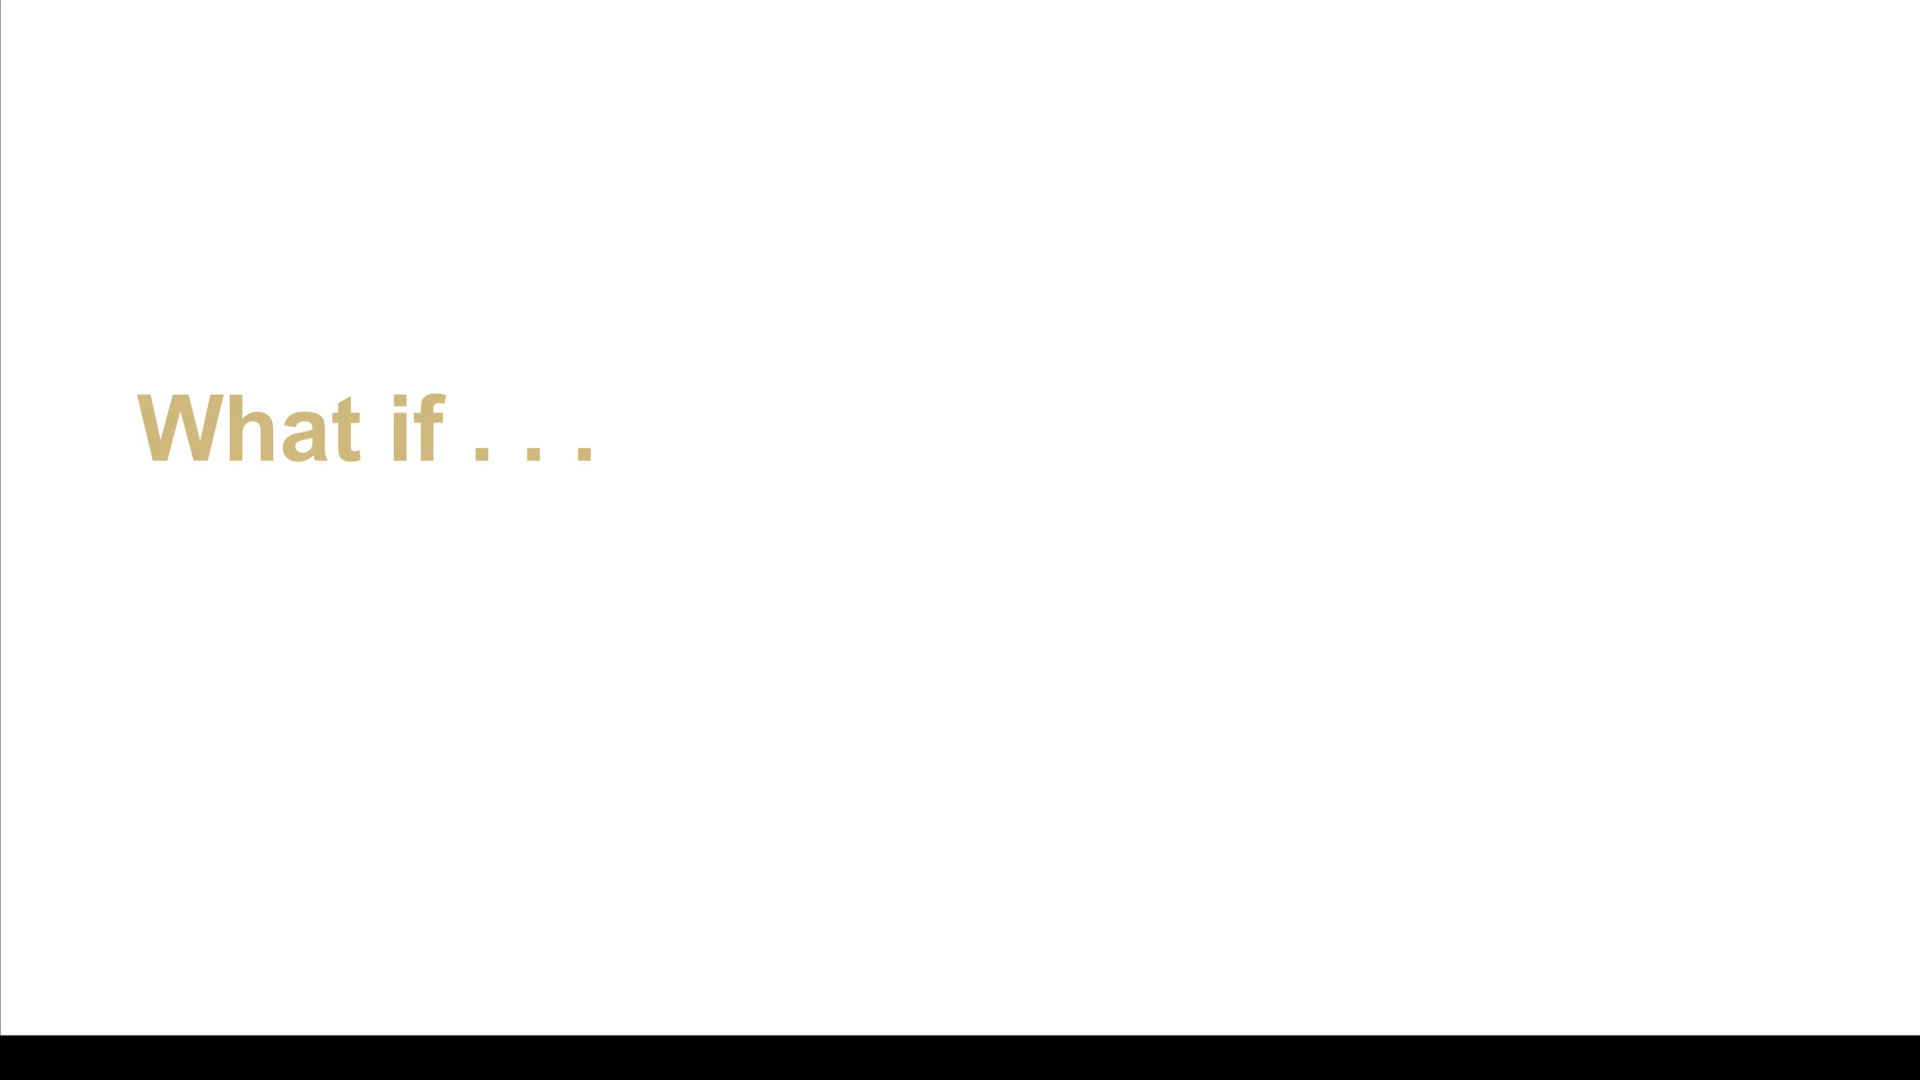 What if . . .